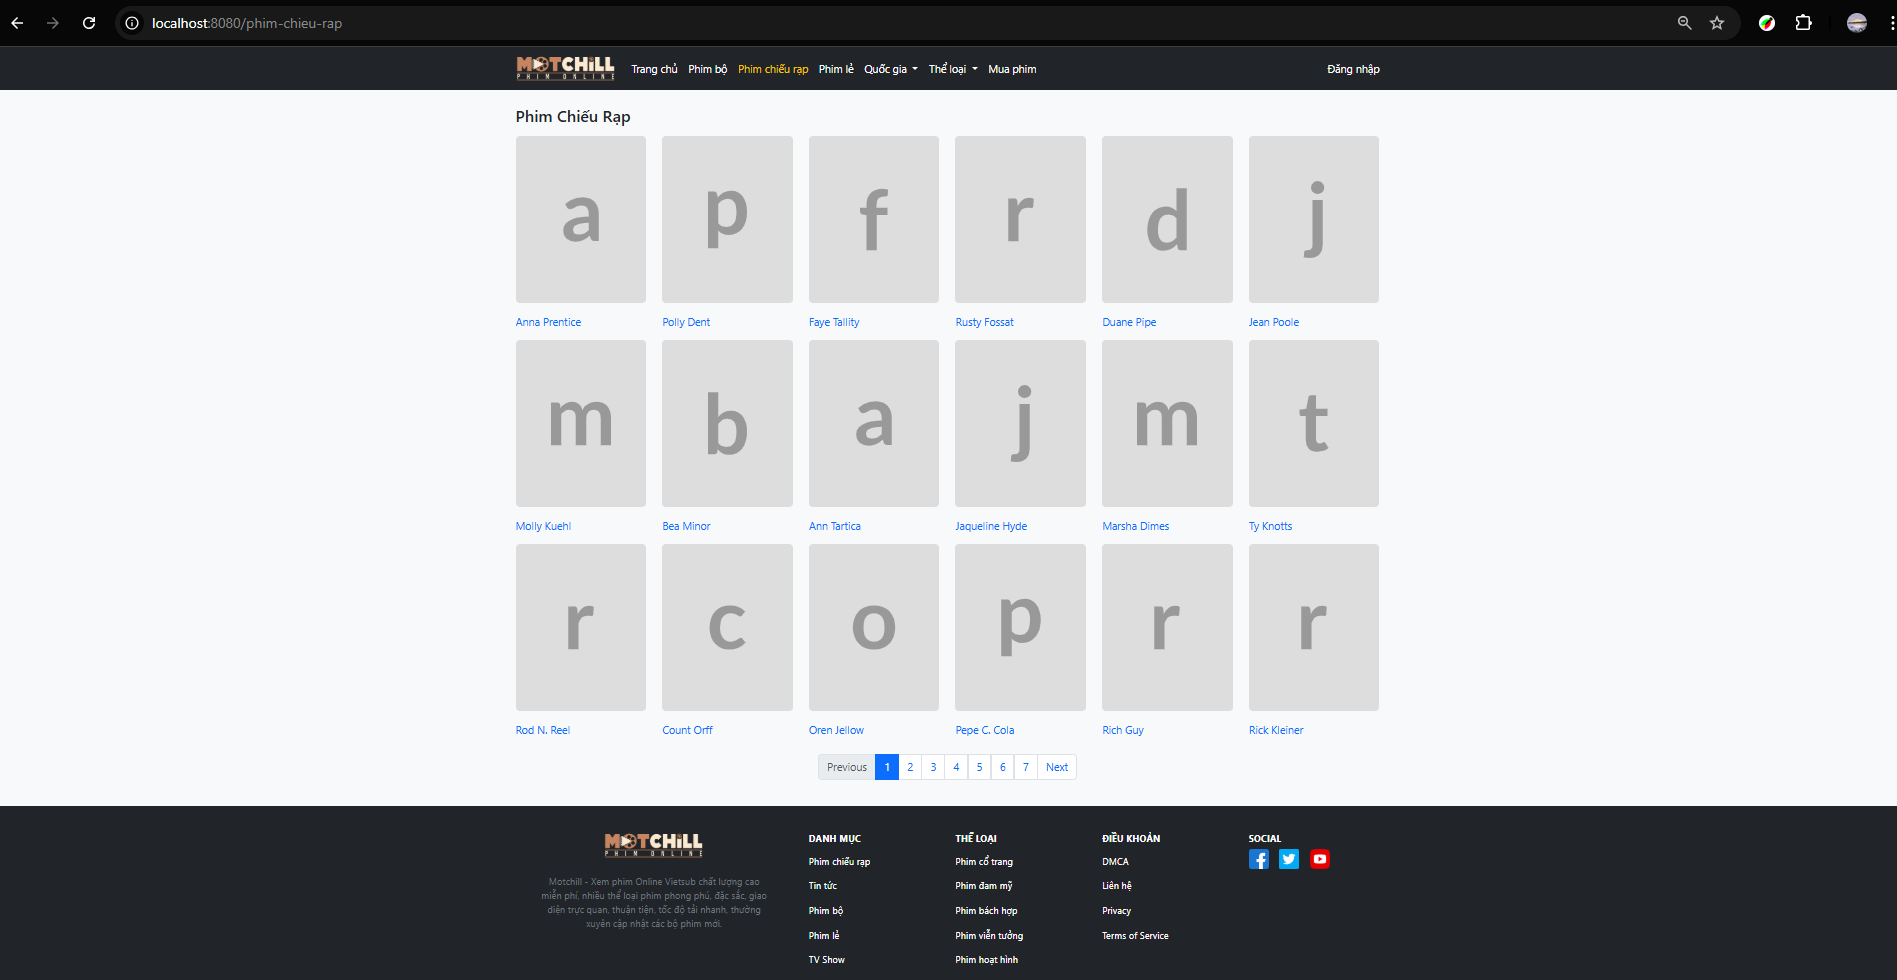 localhost:8080/phim-chieu-rap
MOTCHILL
PHIM ONLINE
Trang chủ Phim bộ Phim chiếu rạp Phim lẻ Quốc gia Thể loại Mua phim Đăng nhập
Phim Chiếu Rạp
a p f r d j
Anna Prentice Polly Dent Faye Tallity Rusty Fossat Duane Pipe Jean Poole
m b a j m t
Molly Kuehl Bea Minor Ann Tartica Jaqueline Hyde Marsha Dimes Ty Knotts
r c o p r r
Rod N. Reel Count Orff Oren Jellow Pepe C. Cola Rich Guy Rick Kleiner
Previous 1 2 3 4 5 6 7 Next
MOTCHILL
PHIM ONLINE
Motchill - Xem phim Online Vietsub chất lượng cao
miễn phí, nhiều thể loại phim phong phú, đặc sắc, giao
diện trực quan, thuận tiện, tốc độ tải nhanh, thường
xuyên cập nhật các bộ phim mới.
DANH MỤC
Phim chiếu rạp
Tin tức
Phim bộ
Phim lẻ
TV Show
THỂ LOẠI
Phim cổ trang
Phim đam mỹ
Phim bách hợp
Phim viễn tưởng
Phim hoạt hình
ĐIỀU KHOẢN
DMCA
Liên hệ
Privacy
Terms of Service
SOCIAL